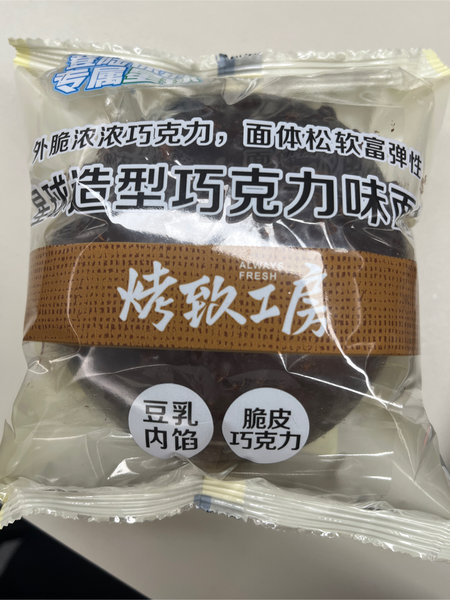 专属
外脆浓浓巧克力，面体松软富弹性
星球造型巧克力味面
ALWAYS
FRESH
烤致工房
豆乳
内馅
脆皮
巧克力